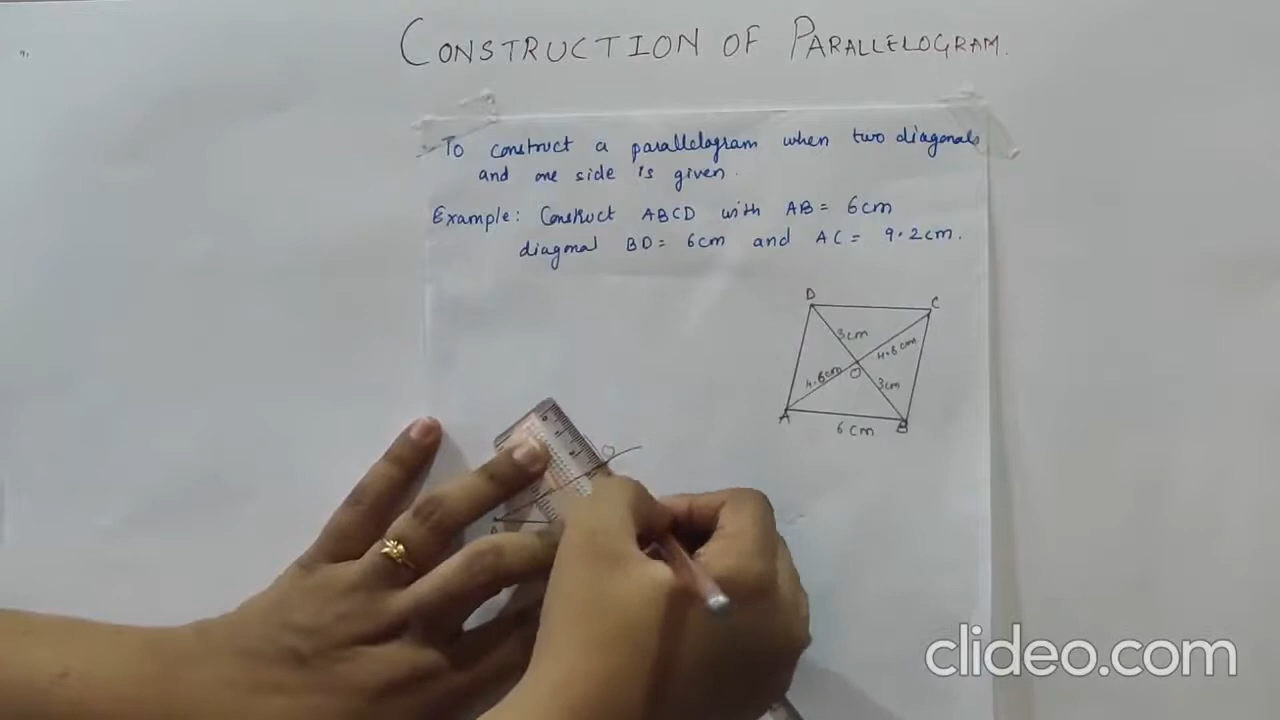 CONSTRUCTION OF PARALLELOGRAM.
To construct a parallelogram when two diagonals
and one side is given.
Example: Construct ABCD with AB = 6cm
diagonal BD = 6cm and AC = 9.2cm.
D
C
3cm
4.6cm
4.6cm
O
3cm
A
6cm
B
O
A
clideo.com